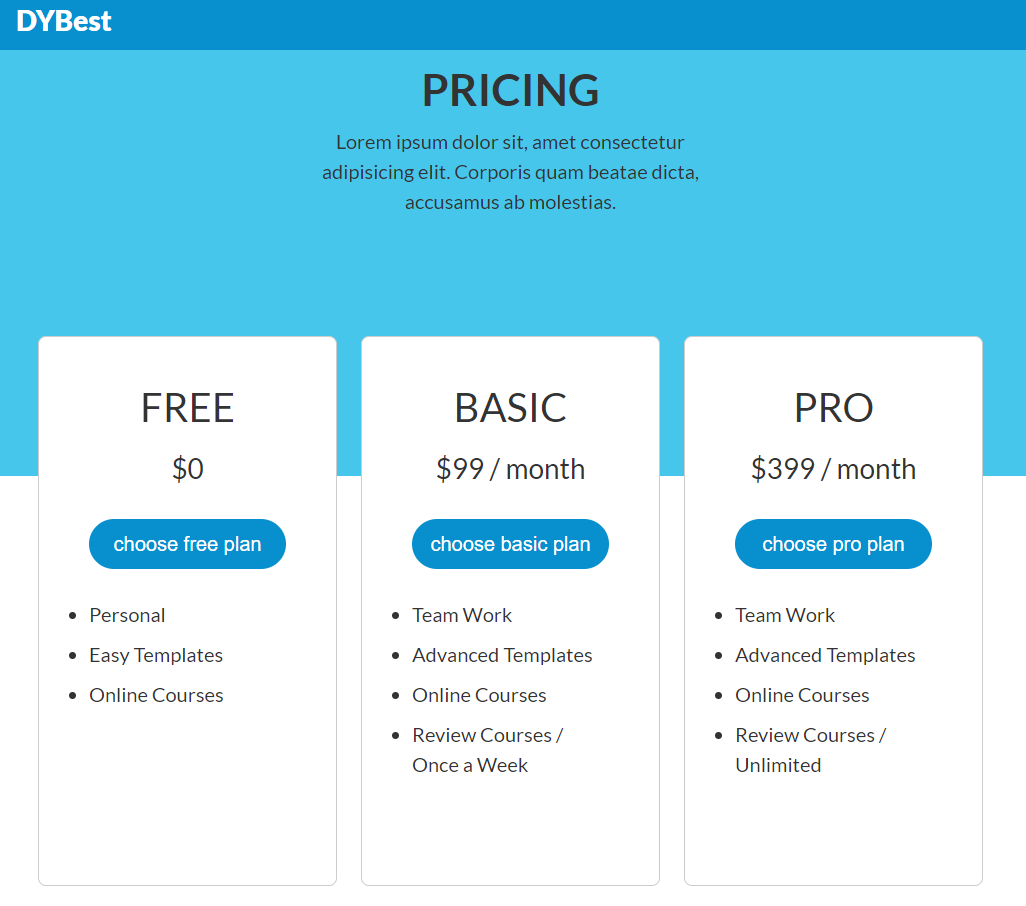 DYBest
PRICING
Lorem ipsum dolor sit, amet consectetur
adipisicing elit. Corporis quam beatae dicta,
accusamus ab molestias.
FREE
$0
choose free plan
Personal
Easy Templates
Online Courses
BASIC
$99 / month
choose basic plan
Team Work
Advanced Templates
Online Courses
Review Courses /
Once a Week
PRO
$399 / month
choose pro plan
Team Work
Advanced Templates
Online Courses
Review Courses /
Unlimited